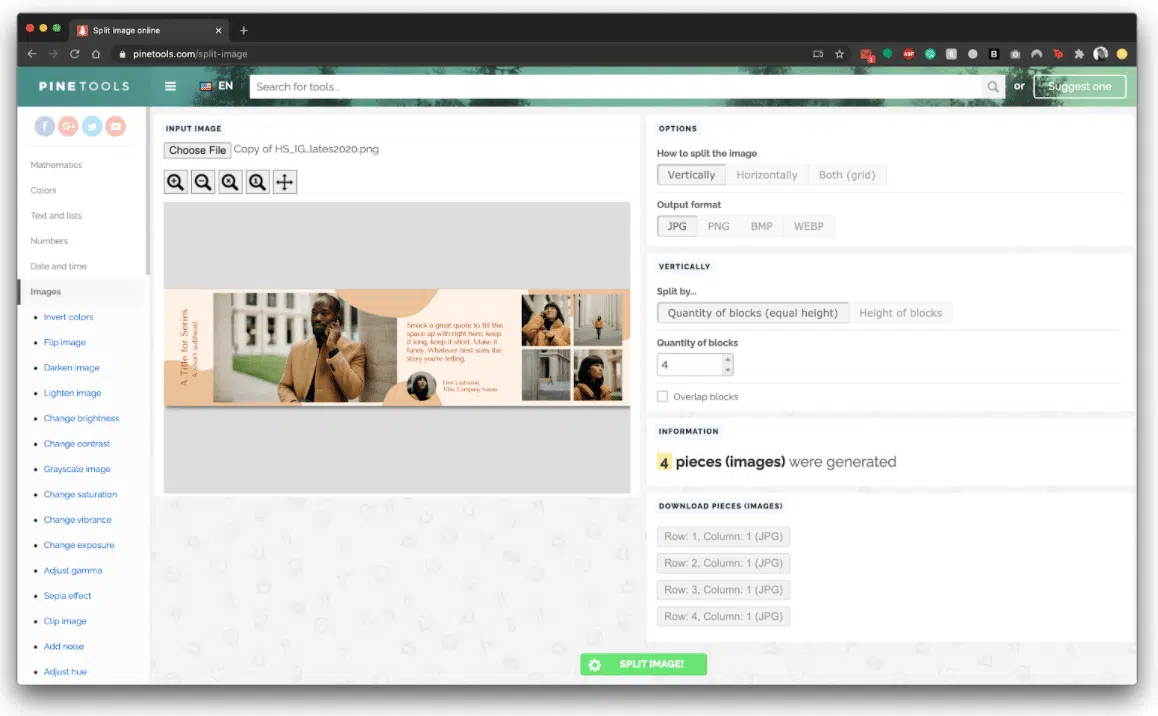 Split image online
pinetools.com/split-image
PINETOOLS
EN
Search for tools..
or
Suggest one
Mathematics
Colors
Text and lists
Numbers
Date and time
Images
Invert colors
Flip image
Darken image
Lighten image
Change brightness
Change contrast
Grayscale image
Change saturation
Change vibrance
Change exposure
Adjust gamma
Sepia effect
Clip image
Add noise
Adjust hue
INPUT IMAGE
Choose File Copy of HS_IG_lates2020.png
A Title for Series
A short subhead
Smack a great quote to fill this
space up with right here, keep
it long, keep it short. Make it
funny. Whatever best suits the
story you're telling.
First Lastname,
Title, Company Name
OPTIONS
How to split the image
Vertically Horizontally Both (grid)
Output format
JPG PNG BMP WEBP
VERTICALLY
Split by...
Quantity of blocks (equal height) Height of blocks
Quantity of blocks
4
Overlap blocks
INFORMATION
4 pieces (images) were generated
DOWNLOAD PIECES (IMAGES)
Row: 1, Column: 1 (JPG)
Row: 2, Column: 1 (JPG)
Row: 3, Column: 1 (JPG)
Row: 4, Column: 1 (JPG)
SPLIT IMAGE!